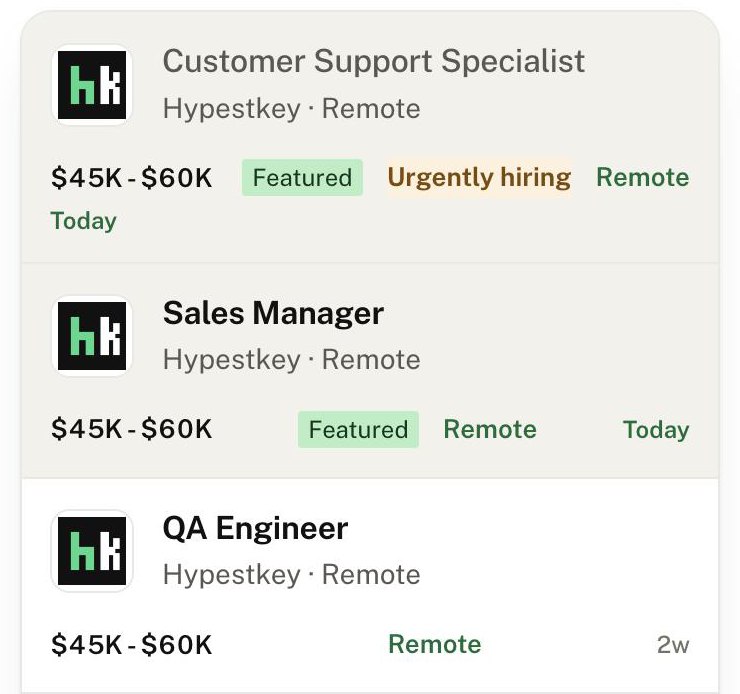 hk
Customer Support Specialist
Hypestkey · Remote
$45K - $60K Featured Urgently hiring Remote
Today
hk
Sales Manager
Hypestkey · Remote
$45K - $60K Featured Remote Today
hk
QA Engineer
Hypestkey · Remote
$45K - $60K Remote 2w